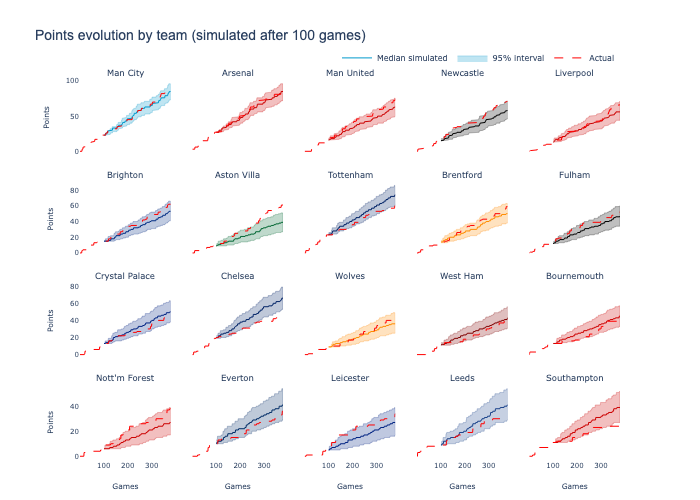 Points evolution by team (simulated after 100 games)
Median simulated 95% interval Actual
Man City Arsenal Man United Newcastle Liverpool
100
50
0
Points
Brighton Aston Villa Tottenham Brentford Fulham
80
60
40
20
0
Points
Crystal Palace Chelsea Wolves West Ham Bournemouth
80
60
40
20
0
Points
Nott'm Forest Everton Leicester Leeds Southampton
40
20
0
Points
100 200 300 100 200 300 100 200 300 100 200 300 100 200 300
Games Games Games Games Games